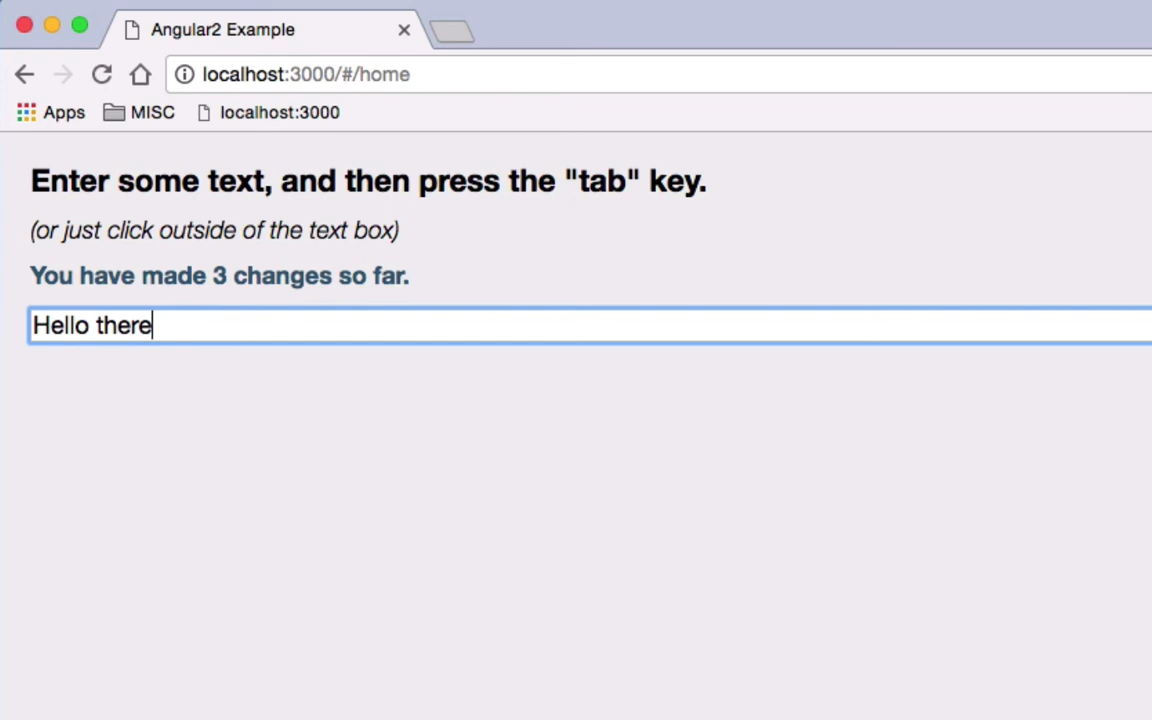 Angular2 Example
localhost:3000/#/home
Apps MISC localhost:3000
Enter some text, and then press the "tab" key.
(or just click outside of the text box)
You have made 3 changes so far.
Hello there